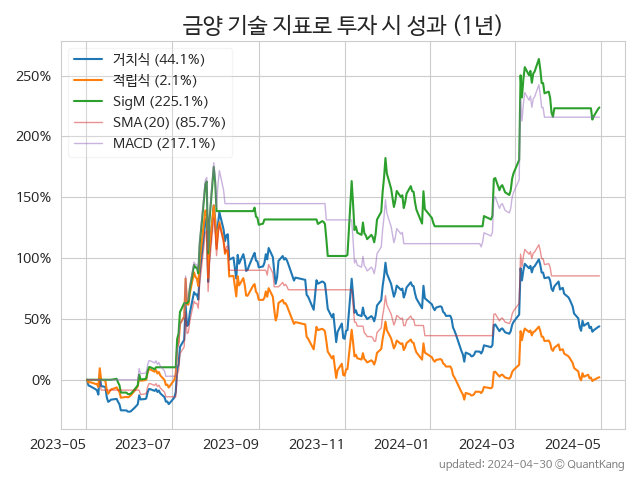 금양 기술 지표로 투자 시 성과 (1년)
거치식 (44.1%)
적립식 (2.1%)
SigM (225.1%)
SMA(20) (85.7%)
MACD (217.1%)
250%
200%
150%
100%
50%
0%
2023-05 2023-07 2023-09 2023-11 2024-01 2024-03 2024-05
updated: 2024-04-30 © QuantKang